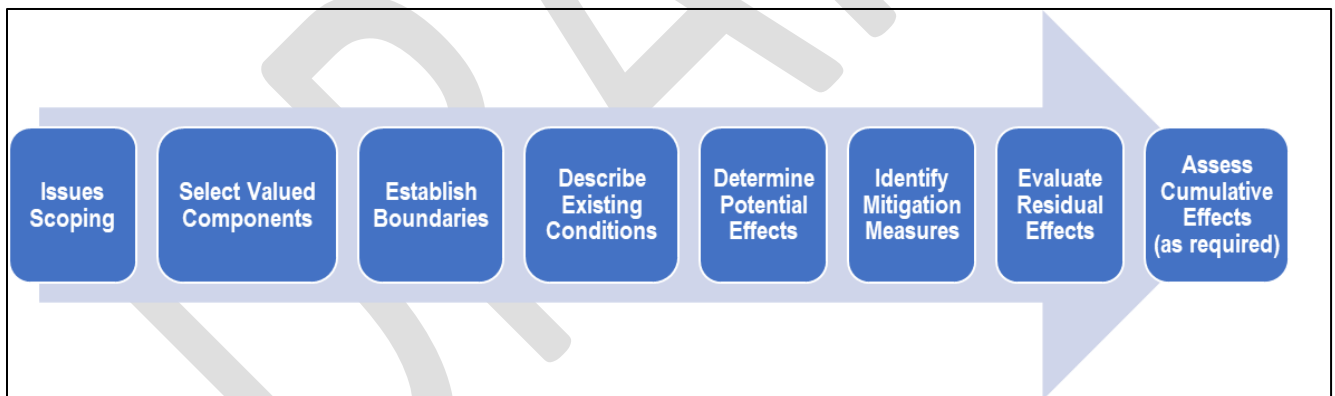 Issues
Scoping
Select Valued
Components
Establish
Boundaries
Describe
Existing
Conditions
Determine
Potential
Effects
Identify
Mitigation
Measures
Evaluate
Residual
Effects
Assess
Cumulative
Effects
(as required)